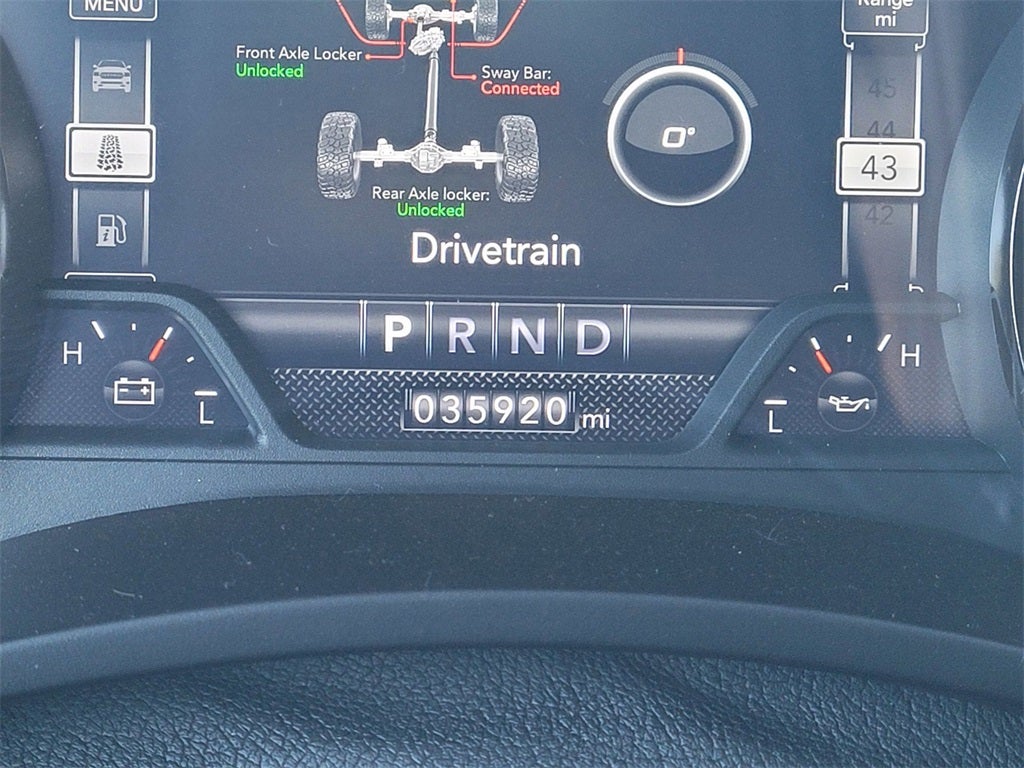 MENU
Range
mi
Front Axle Locker
Unlocked
Sway Bar:
Connected
45
44
43
42
0°
Rear Axle locker:
Unlocked
Drivetrain
P R N D
H
L
035920 mi
L
H